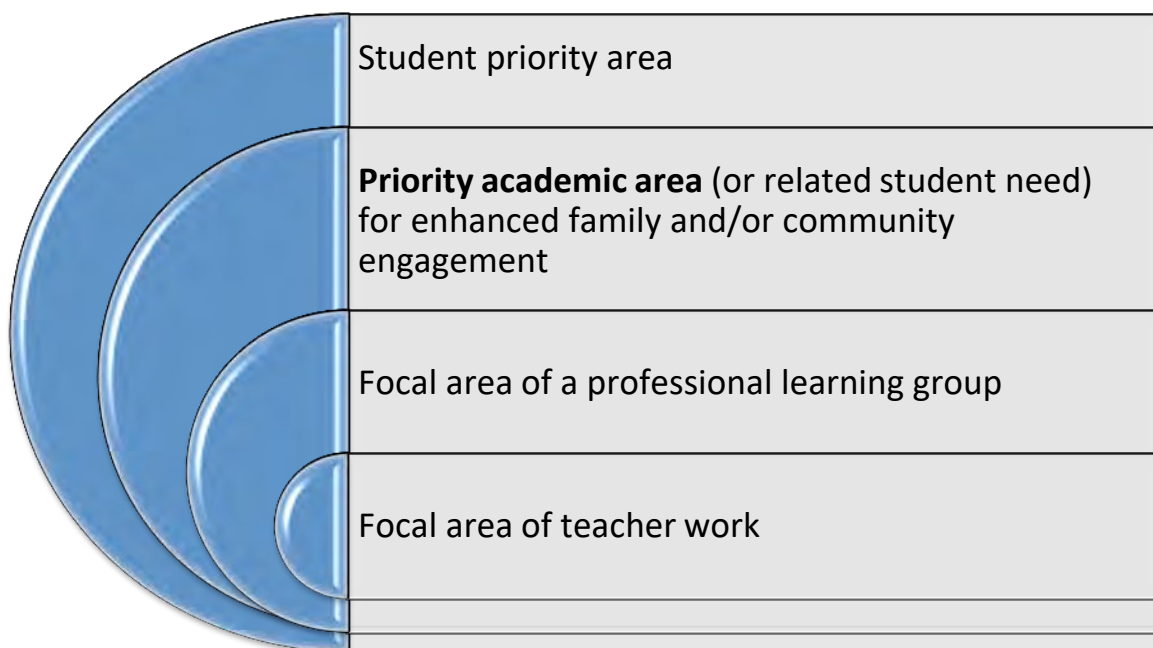 Student priority area
Priority academic area (or related student need)
for enhanced family and/or community
engagement
Focal area of a professional learning group
Focal area of teacher work